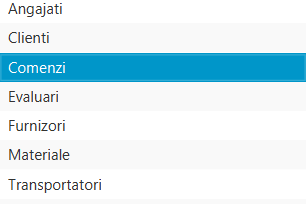 Angajati
Clienti
Comenzi
Evaluari
Furnizori
Materiale
Transportatori